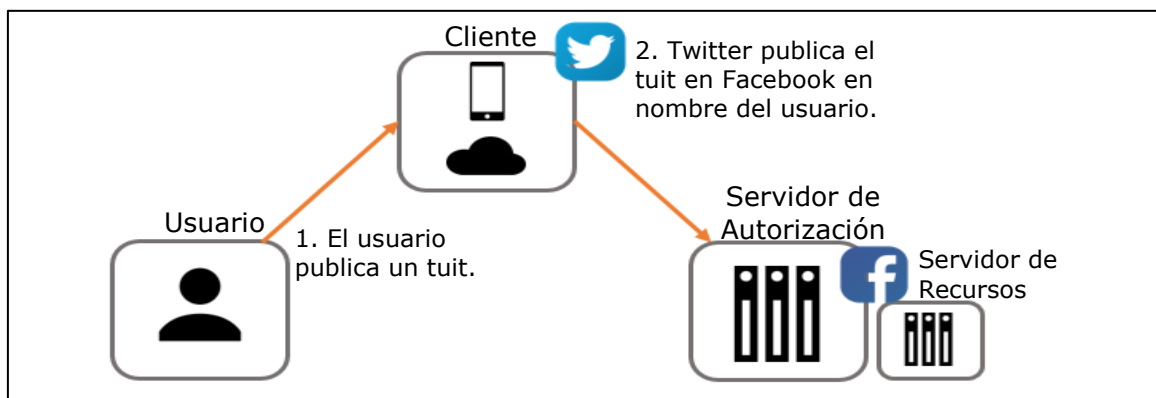 Cliente
2. Twitter publica el
tuit en Facebook en
nombre del usuario.
Usuario
1. El usuario
publica un tuit.
Servidor de
Autorización
Servidor de
Recursos